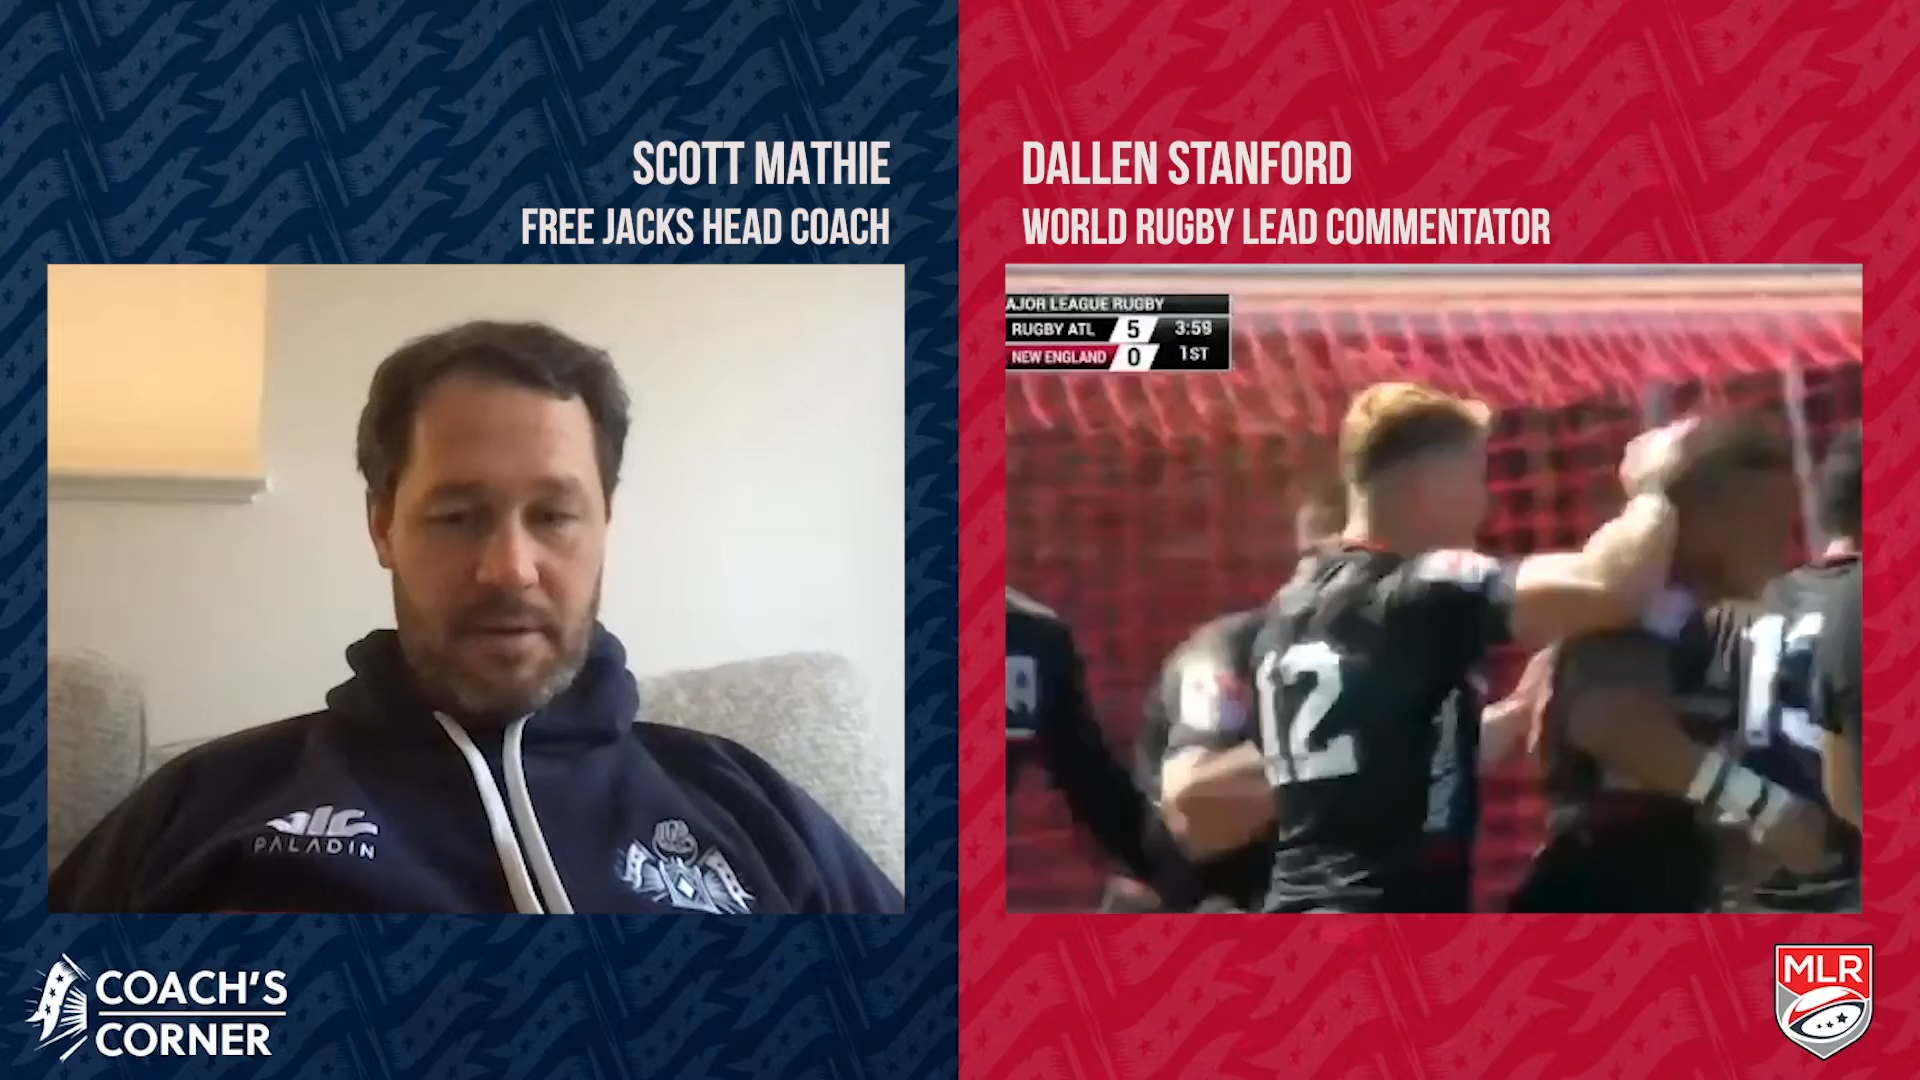 SCOTT MATHIE
FREE JACKS HEAD COACH
DALLEN STANFORD
WORLD RUGBY LEAD COMMENTATOR
AJOR LEAGUE RUGBY
RUGBY ATL 5 3:59
NEW ENGLAND 0 1ST
12
PALADIN
COACH'S
CORNER
MLR